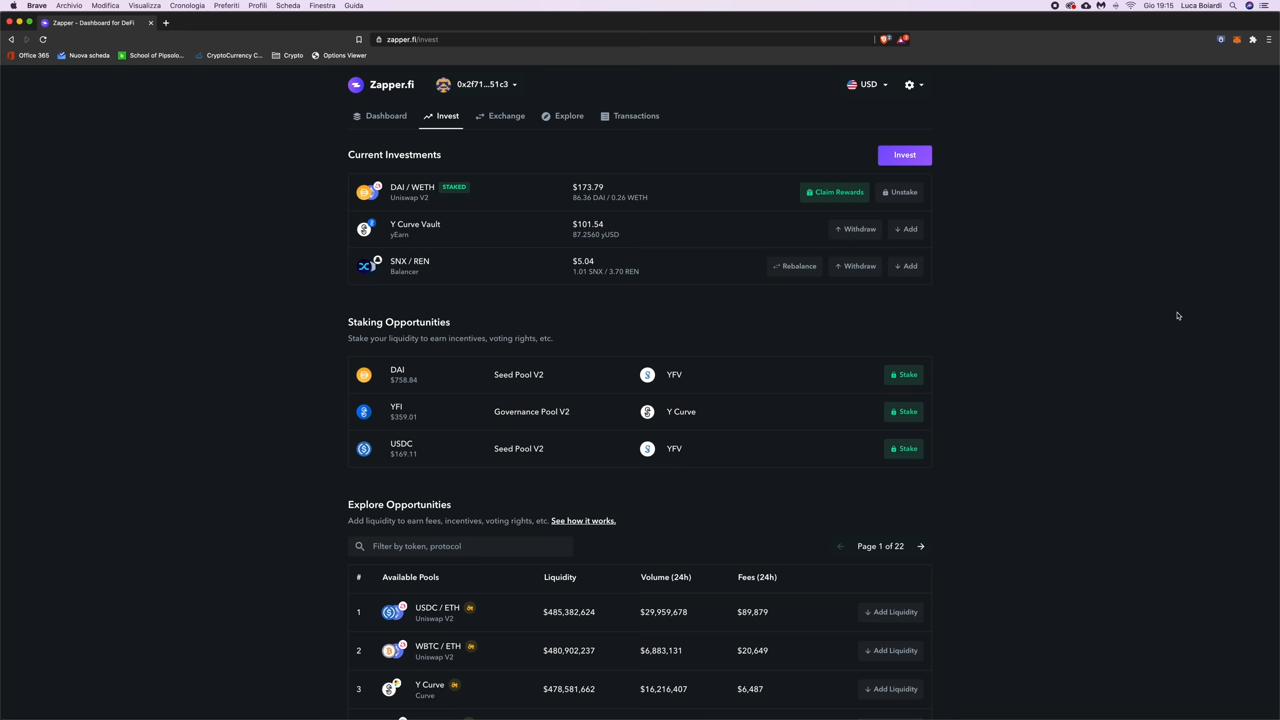 Brave Archivio Modifica Visualizza Cronologia Preferiti Profili Scheda Finestra Guida Gio 19:15 Luca Boiardi
Zapper - Dashboard for DeFi
zapper.fi/invest
Office 365 Nuova scheda School of Pipsolo... CryptoCurrency C... Crypto Options Viewer
Zapper.fi 0x2f71...51c3 USD
Dashboard Invest Exchange Explore Transactions
Current Investments Invest
DAI / WETH STAKED $173.79 Claim Rewards Unstake
Uniswap V2 86.36 DAI / 0.26 WETH
Y Curve Vault $101.54 Withdraw Add
yEarn 87.2560 yUSD
SNX / REN $5.04 Rebalance Withdraw Add
Balancer 1.01 SNX / 3.70 REN
Staking Opportunities
Stake your liquidity to earn incentives, voting rights, etc.
DAI Seed Pool V2 YFV Stake
$758.84
YFI Governance Pool V2 Y Curve Stake
$359.01
USDC Seed Pool V2 YFV Stake
$169.11
Explore Opportunities
Add liquidity to earn fees, incentives, voting rights, etc. See how it works.
Filter by token, protocol Page 1 of 22
# Available Pools Liquidity Volume (24h) Fees (24h)
1 USDC / ETH $485,382,624 $29,959,678 $89,879 Add Liquidity
Uniswap V2
2 WBTC / ETH $480,902,237 $6,883,131 $20,649 Add Liquidity
Uniswap V2
3 Y Curve $478,581,662 $16,216,407 $6,487 Add Liquidity
Curve